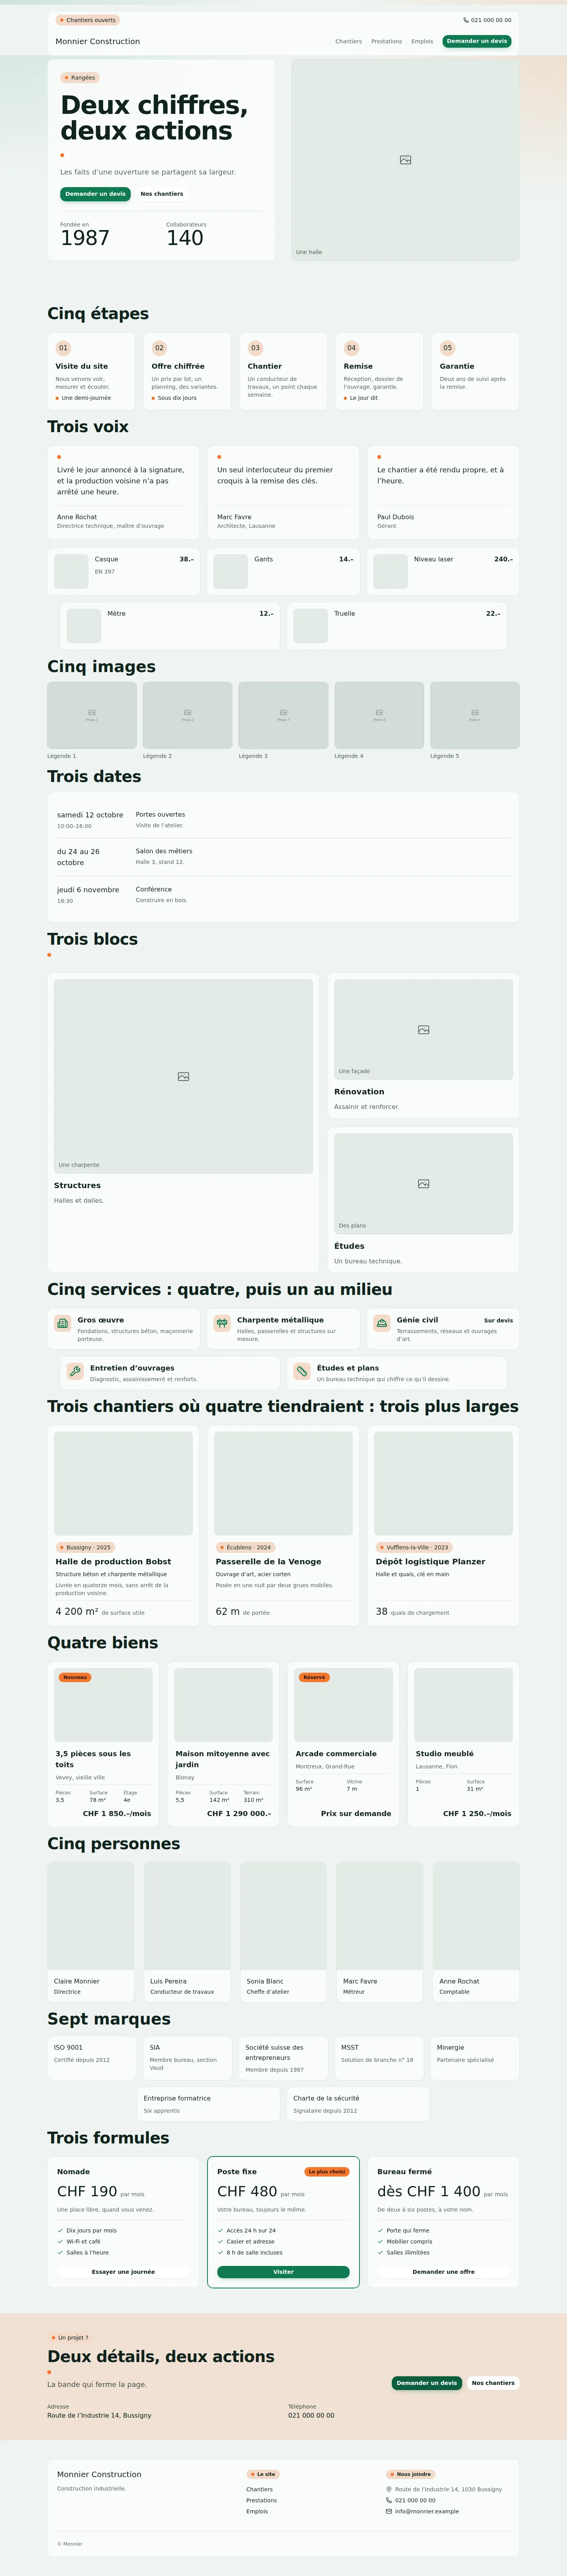 Chantiers ouverts
021 000 00 00
Monnier Construction
Chantiers
Prestations
Emplois
Demander un devis
Rangées
Deux chiffres,
deux actions
Les faits d’une ouverture se partagent sa largeur.
Demander un devis
Nos chantiers
Fondée en
1987
Collaborateurs
140
Une halle
Cinq étapes
01
Visite du site
Nous venons voir,
mesurer et écouter.
Une demi-journée
02
Offre chiffrée
Un prix par lot, un
planning, des variantes.
Sous dix jours
03
Chantier
Un conducteur de
travaux, un point chaque
semaine.
04
Remise
Réception, dossier de
l’ouvrage, garantie.
Le jour dit
05
Garantie
Deux ans de suivi après
la remise.
Trois voix
Livré le jour annoncé à la signature,
et la production voisine n’a pas
arrêté une heure.
Anne Rochat
Directrice technique, maître d’ouvrage
Un seul interlocuteur du premier
croquis à la remise des clés.
Marc Favre
Architecte, Lausanne
Le chantier a été rendu propre, et à
l’heure.
Paul Dubois
Gérant
Casque
38.–
EN 397
Gants
14.–
Niveau laser
240.–
Mètre
12.–
Truelle
22.–
Cinq images
Photo 1
Photo 2
Photo 3
Photo 4
Photo 5
Légende 1
Légende 2
Légende 3
Légende 4
Légende 5
Trois dates
samedi 12 octobre
10:00–16:00
Portes ouvertes
Visite de l’atelier.
du 24 au 26
octobre
Salon des métiers
Halle 3, stand 12.
jeudi 6 novembre
18:30
Conférence
Construire en bois.
Trois blocs
Une charpente
Structures
Halles et dalles.
Une façade
Rénovation
Assainir et renforcer.
Des plans
Études
Un bureau technique.
Cinq services : quatre, puis un au milieu
Gros œuvre
Fondations, structures béton, maçonnerie
porteuse.
Charpente métallique
Halles, passerelles et structures sur
mesure.
Génie civil
Sur devis
Terrassements, réseaux et ouvrages
d’art.
Entretien d’ouvrages
Diagnostic, assainissement et renforts.
Études et plans
Un bureau technique qui chiffre ce qu’il dessine.
Trois chantiers où quatre tiendraient : trois plus larges
Bussigny · 2025
Halle de production Bobst
Structure béton et charpente métallique
Livrée en quatorze mois, sans arrêt de la
production voisine.
4 200 m² de surface utile
Écublens · 2024
Passerelle de la Venoge
Ouvrage d’art, acier corten
Posée en une nuit par deux grues mobiles.
62 m de portée
Vufflens-la-Ville · 2023
Dépôt logistique Planzer
Halle et quais, clé en main
38 quais de chargement
Quatre biens
Nouveau
3,5 pièces sous les
toits
Vevey, vieille ville
Pièces
3,5
Surface
78 m²
Étage
4e
CHF 1 850.–/mois
Maison mitoyenne avec
jardin
Blonay
Pièces
5,5
Surface
142 m²
Terrain
310 m²
CHF 1 290 000.–
Réservé
Arcade commerciale
Montreux, Grand-Rue
Surface
96 m²
Vitrine
7 m
Prix sur demande
Studio meublé
Lausanne, Flon
Pièces
1
Surface
31 m²
CHF 1 250.–/mois
Cinq personnes
Claire Monnier
Directrice
Luis Pereira
Conducteur de travaux
Sonia Blanc
Cheffe d’atelier
Marc Favre
Métreur
Anne Rochat
Comptable
Sept marques
ISO 9001
Certifié depuis 2012
SIA
Membre bureau, section
Vaud
Société suisse des
entrepreneurs
Membre depuis 1987
MSST
Solution de branche n° 18
Minergie
Partenaire spécialisé
Entreprise formatrice
Six apprentis
Charte de la sécurité
Signataire depuis 2012
Trois formules
Nomade
CHF 190 par mois
Une place libre, quand vous venez.
Dix jours par mois
Wi-Fi et café
Salles à l’heure
Essayer une journée
Poste fixe
Le plus choisi
CHF 480 par mois
Votre bureau, toujours le même.
Accès 24 h sur 24
Casier et adresse
8 h de salle incluses
Visiter
Bureau fermé
dès CHF 1 400 par mois
De deux à six postes, à votre nom.
Porte qui ferme
Mobilier compris
Salles illimitées
Demander une offre
Un projet ?
Deux détails, deux actions
La bande qui ferme la page.
Demander un devis
Nos chantiers
Adresse
Route de l’Industrie 14, Bussigny
Téléphone
021 000 00 00
Monnier Construction
Construction industrielle.
Le site
Chantiers
Prestations
Emplois
Nous joindre
Route de l’Industrie 14, 1030 Bussigny
021 000 00 00
info@monnier.example
© Monnier